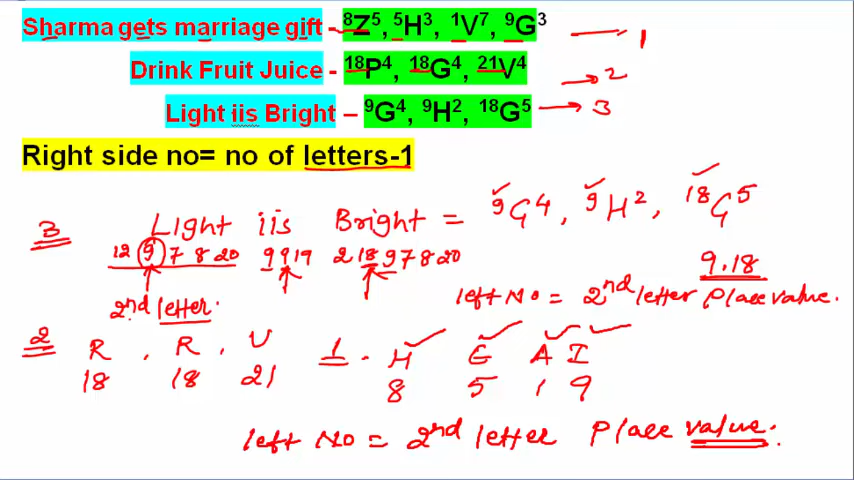 Sharma gets marriage gift - ⁸Z⁵, ⁵H³, ¹V⁷, ⁹G³ → 1
Drink Fruit Juice - ¹⁸P⁴, ¹⁸G⁴, ²¹V⁴ → 2
Light iis Bright – ⁹G⁴, ⁹H², ¹⁸G⁵ → 3
Right side no= no of letters-1
3 Light iis Bright = ⁹G⁴, ⁹H², ¹⁸G⁵
12 9 7 8 20 9 9 19 2 18 9 7 8 20 9.18
2nd letter. left No = 2nd letter Place value.
2 R, R, U 1. H E A I
18 18 21 8 5 1 9
left No = 2nd letter Place value.